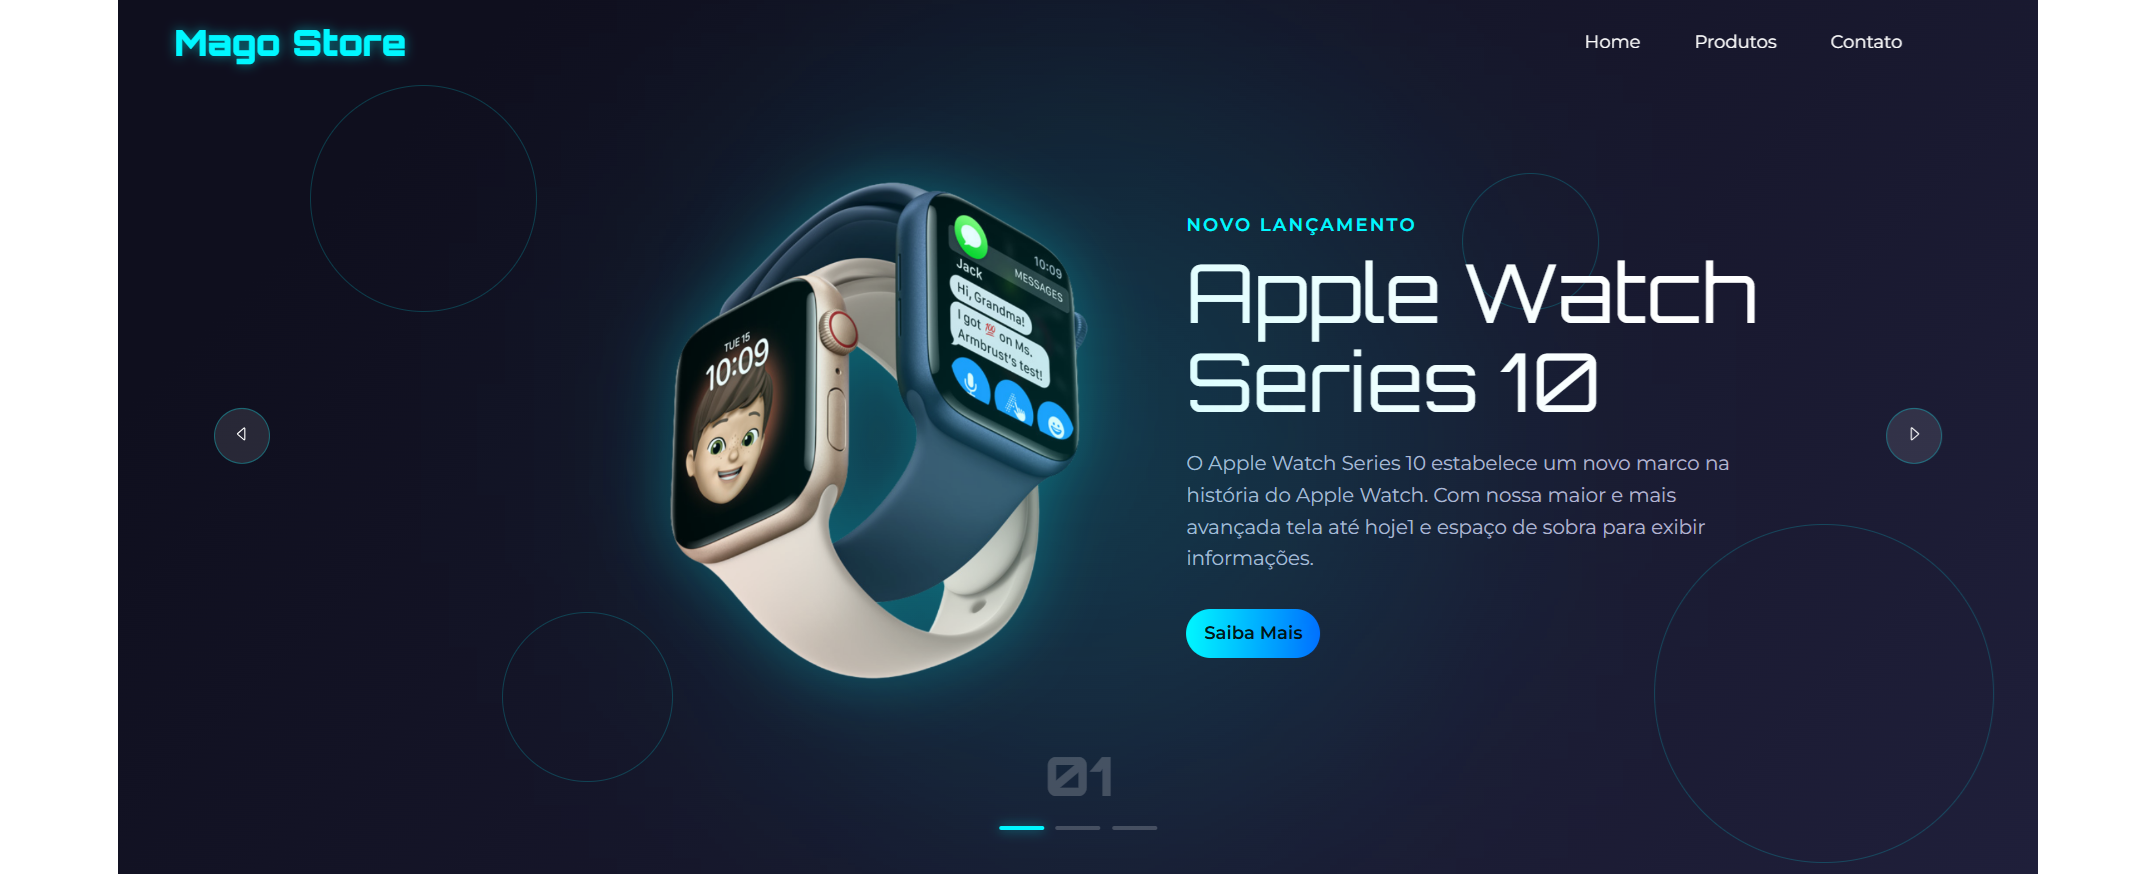 Mago Store
Home Produtos Contato
NOVO LANÇAMENTO
Apple Watch
Series 10
O Apple Watch Series 10 estabelece um novo marco na
história do Apple Watch. Com nossa maior e mais
avançada tela até hoje1 e espaço de sobra para exibir
informações.
Saiba Mais
TUE 15
10:09
10:09
Jack
MESSAGES
Hi, Grandma!
I got 💯 on Ms.
Armbrust's test!
01